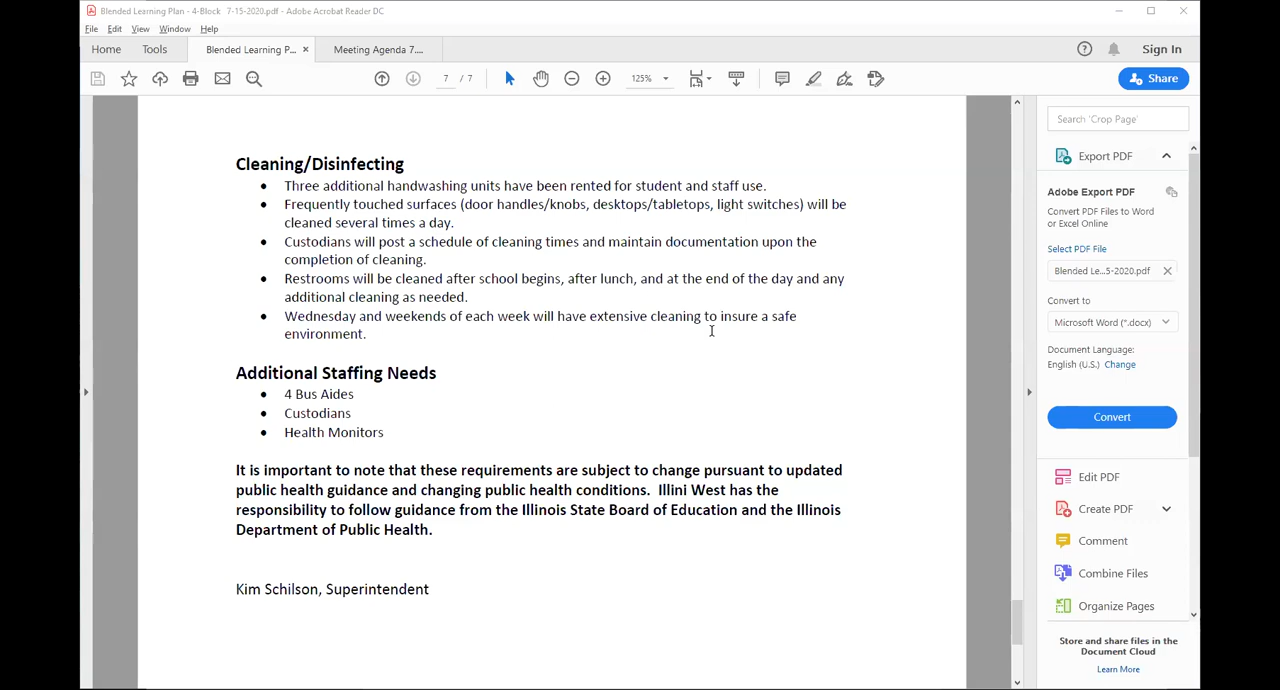 Blended Learning Plan - 4-Block   7-15-2020.pdf - Adobe Acrobat Reader DC
File Edit View Window Help
Home Tools Blended Learning P... × Meeting Agenda 7.... Sign In
7 / 7 125% Share
Cleaning/Disinfecting
• Three additional handwashing units have been rented for student and staff use.
• Frequently touched surfaces (door handles/knobs, desktops/tabletops, light switches) will be
cleaned several times a day.
• Custodians will post a schedule of cleaning times and maintain documentation upon the
completion of cleaning.
• Restrooms will be cleaned after school begins, after lunch, and at the end of the day and any
additional cleaning as needed.
• Wednesday and weekends of each week will have extensive cleaning to insure a safe
environment.
Additional Staffing Needs
• 4 Bus Aides
• Custodians
• Health Monitors
It is important to note that these requirements are subject to change pursuant to updated
public health guidance and changing public health conditions.  Illini West has the
responsibility to follow guidance from the Illinois State Board of Education and the Illinois
Department of Public Health.
Kim Schilson, Superintendent
Search 'Crop Page'
Export PDF
Adobe Export PDF
Convert PDF Files to Word
or Excel Online
Select PDF File
Blended Le...5-2020.pdf ×
Convert to
Microsoft Word (*.docx)
Document Language:
English (U.S.) Change
Convert
Edit PDF
Create PDF
Comment
Combine Files
Organize Pages
Store and share files in the
Document Cloud
Learn More